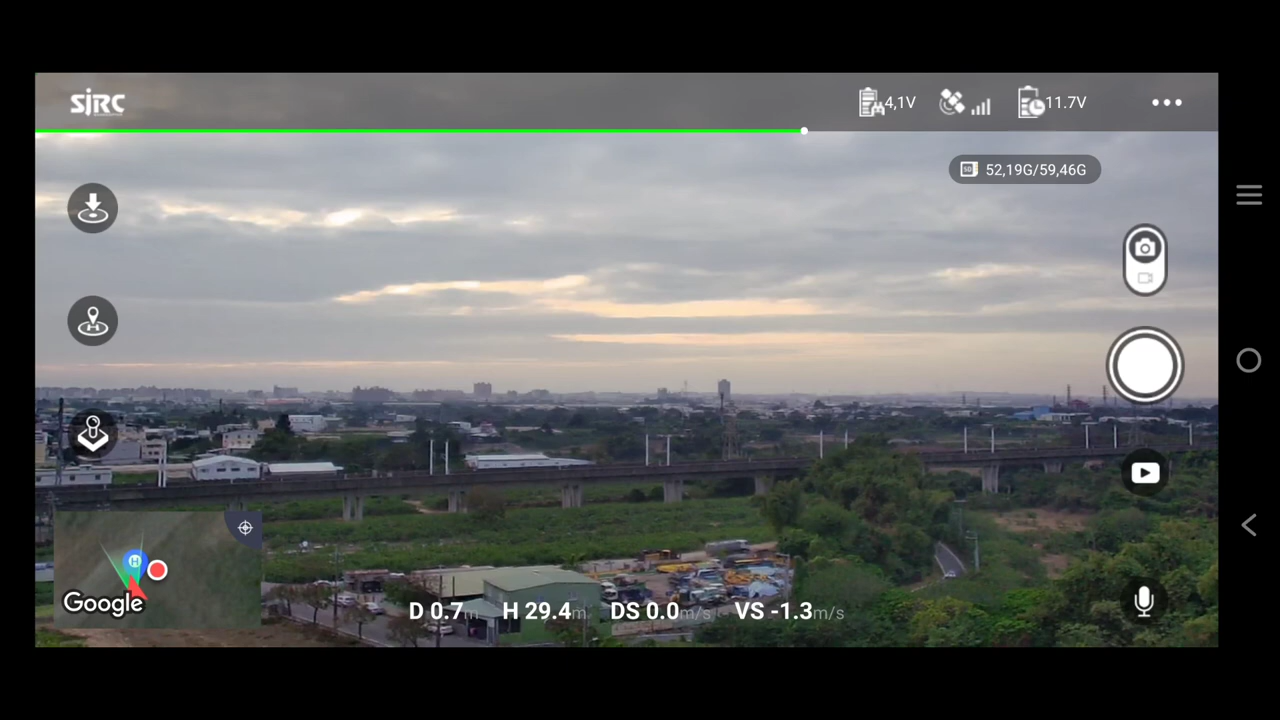 SJRC
4,1V
11.7V
SD 52,19G/59,46G
H
Google
D 0.7m H 29.4m DS 0.0m/s VS -1.3m/s